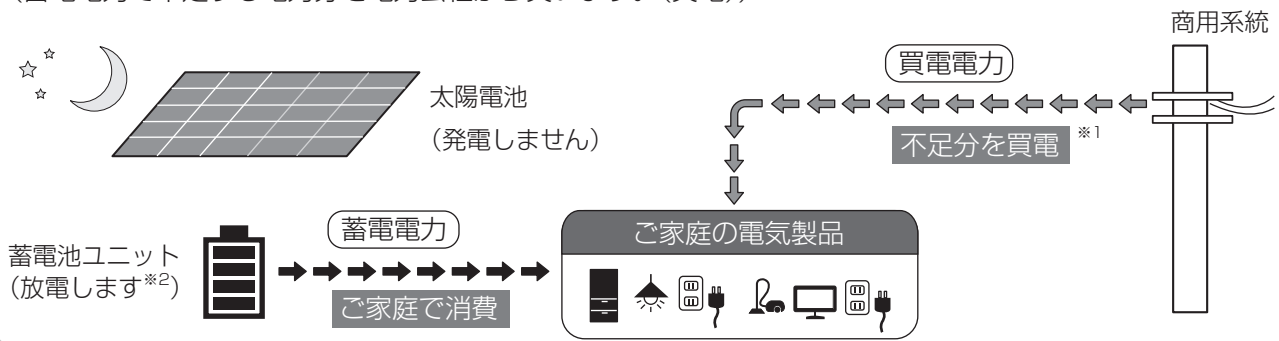 商用系統
買電電力
太陽電池
（発電しません）
不足分を買電 ※1
蓄電電力
ご家庭の電気製品
蓄電池ユニット
（放電します※2）
ご家庭で消費